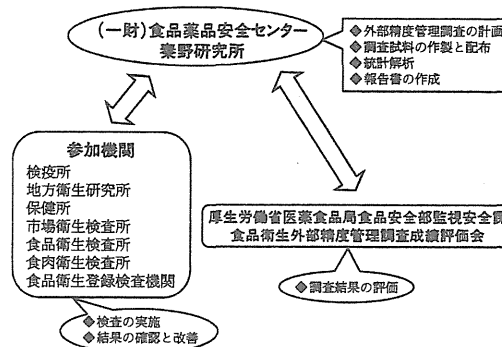 (一財)食品薬品安全センター
秦野研究所
◆外部精度管理調査の計画
◆調査試料の作製と配布
◆統計解析
◆報告書の作成
参加機関
検疫所
地方衛生研究所
保健所
市場衛生検査所
食品衛生検査所
食肉衛生検査所
食品衛生登録検査機関
厚生労働省医薬食品局食品安全部監視安全課
食品衛生外部精度管理調査成績評価会
◆調査結果の評価
◆検査の実施
◆結果の確認と改善